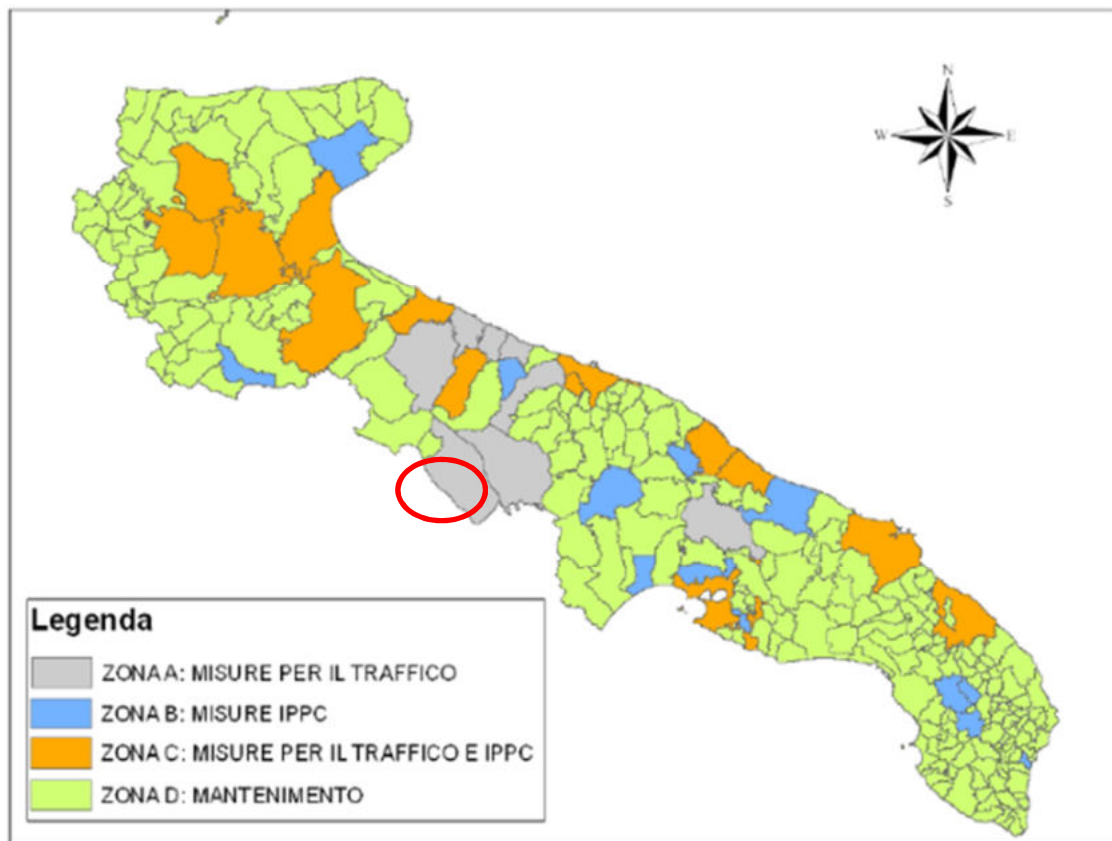 N
W
E
S
Legenda
ZONA A: MISURE PER IL TRAFFICO
ZONA B: MISURE IPPC
ZONA C: MISURE PER IL TRAFFICO E IPPC
ZONA D: MANTENIMENTO